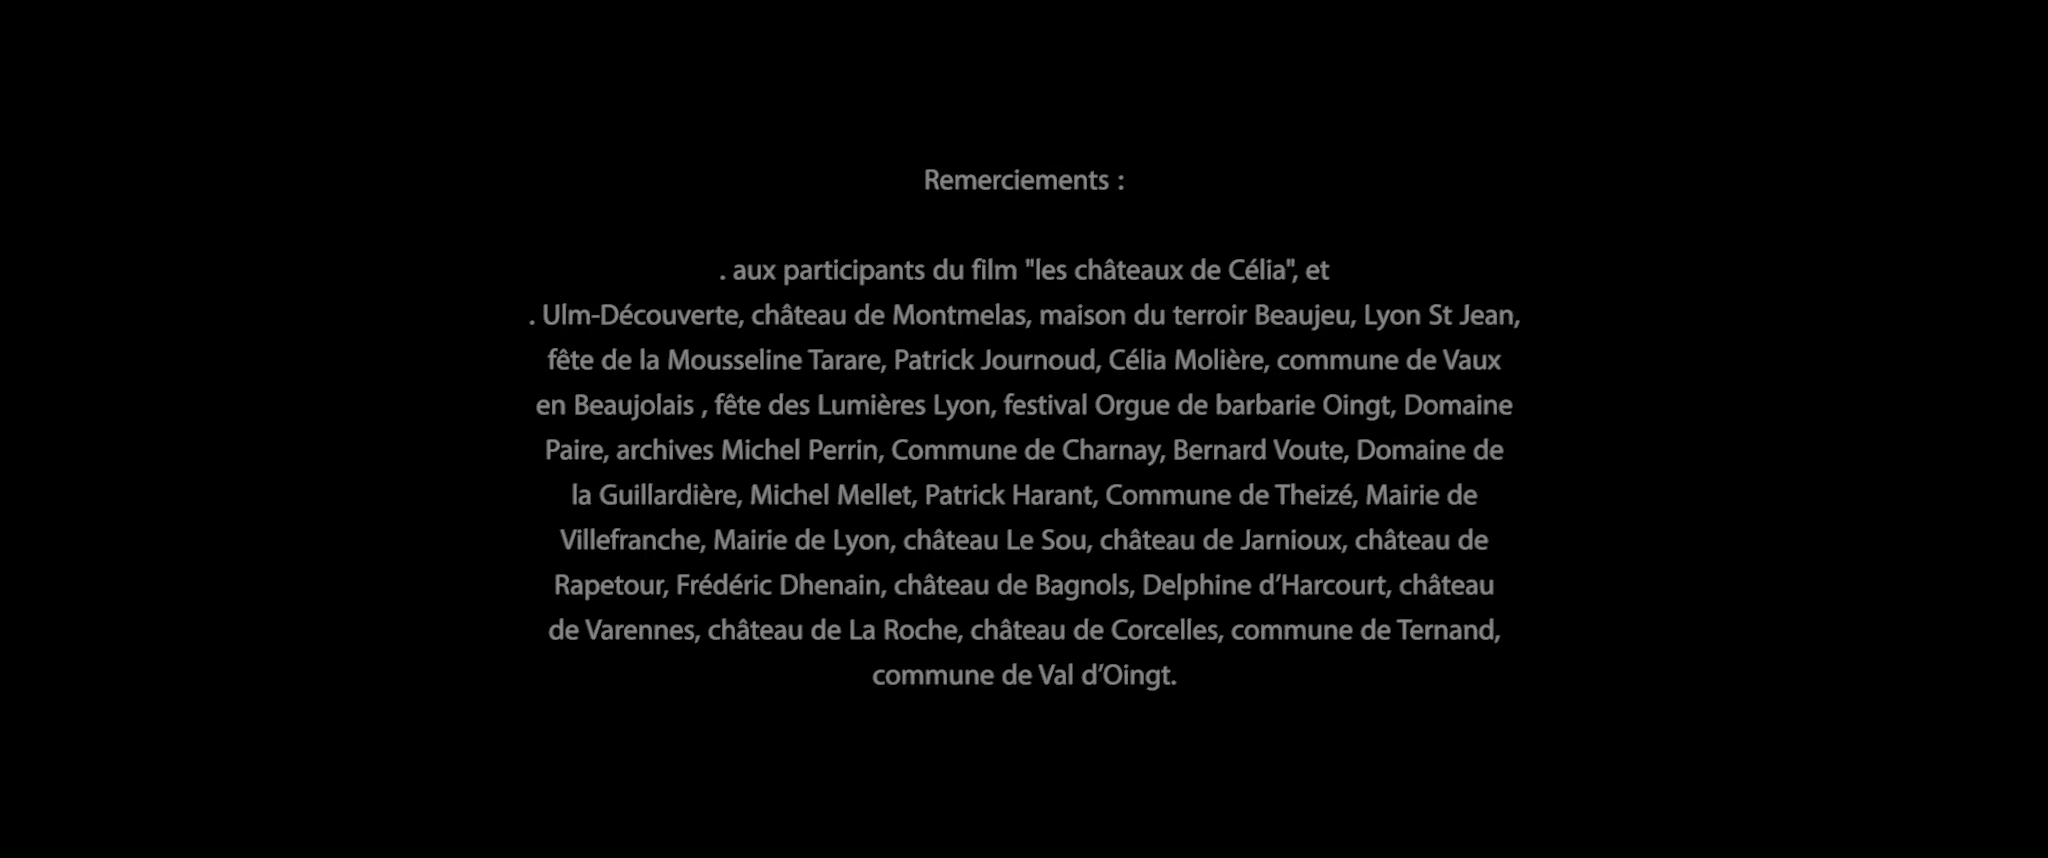 Remerciements :
. aux participants du film "les châteaux de Célia", et
. Ulm-Découverte, château de Montmelas, maison du terroir Beaujeu, Lyon St Jean,
fête de la Mousseline Tarare, Patrick Journoud, Célia Molière, commune de Vaux
en Beaujolais , fête des Lumières Lyon, festival Orgue de barbarie Oingt, Domaine
Paire, archives Michel Perrin, Commune de Charnay, Bernard Voute, Domaine de
la Guillardière, Michel Mellet, Patrick Harant, Commune de Theizé, Mairie de
Villefranche, Mairie de Lyon, château Le Sou, château de Jarnioux, château de
Rapetour, Frédéric Dhenain, château de Bagnols, Delphine d’Harcourt, château
de Varennes, château de La Roche, château de Corcelles, commune de Ternand,
commune de Val d’Oingt.